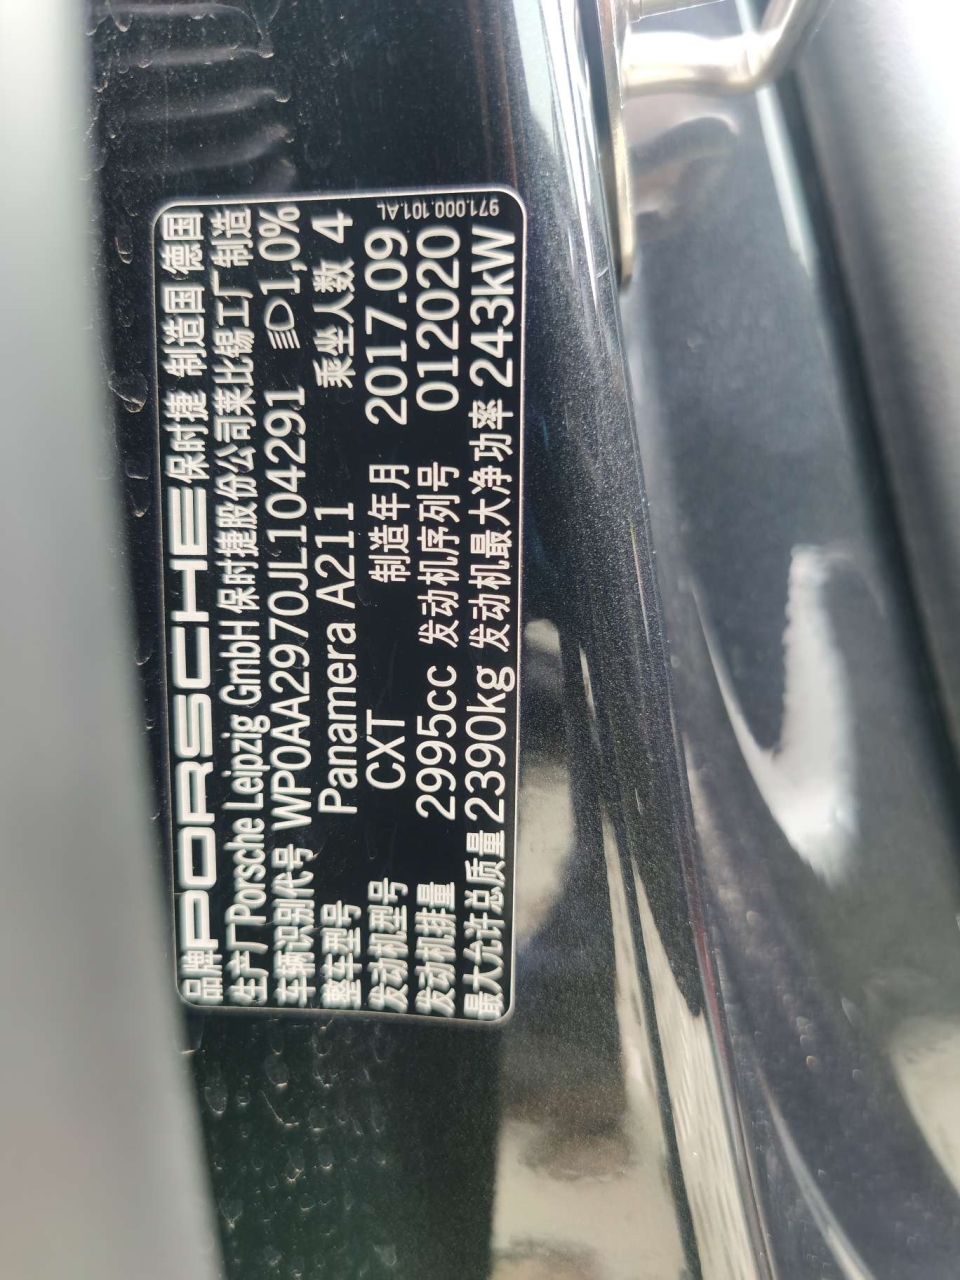 品牌 PORSCHE 保时捷 制造国 德国
生产厂 Porsche Leipzig GmbH 保时捷股份公司莱比锡工厂制造
车辆识别代号 WP0AA2970JL104291 1,0%
整车型号 Panamera A211 乘坐人数 4
发动机型号 CXT 制造年月 2017.09
发动机排量 2995cc 发动机序列号 012020
最大允许总质量 2390kg 发动机最大净功率 243kW
971.000.101.AL